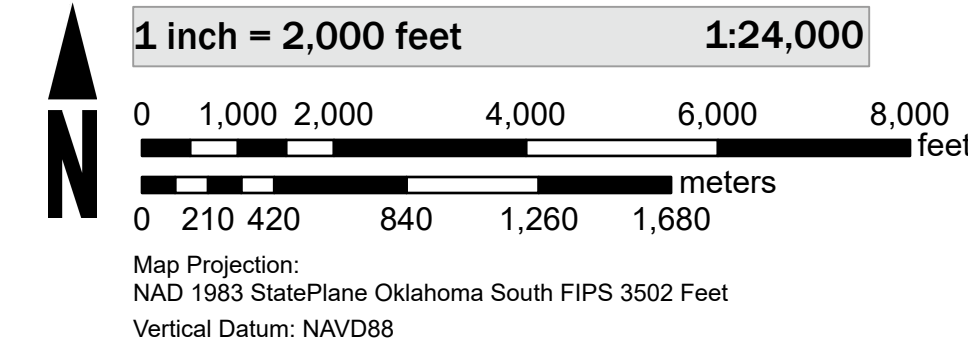 1 inch = 2,000 feet 1:24,000
0 1,000 2,000 4,000 6,000 8,000
feet
meters
0 210 420 840 1,260 1,680
N
Map Projection:
NAD 1983 StatePlane Oklahoma South FIPS 3502 Feet
Vertical Datum: NAVD88